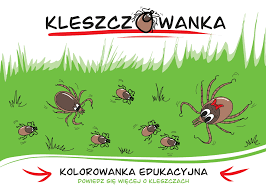 KLESZCZOWANKA
KOLOROWANKA EDUKACYJNA
DOWIEDZ SIĘ WIĘCEJ O KLESZCZACH